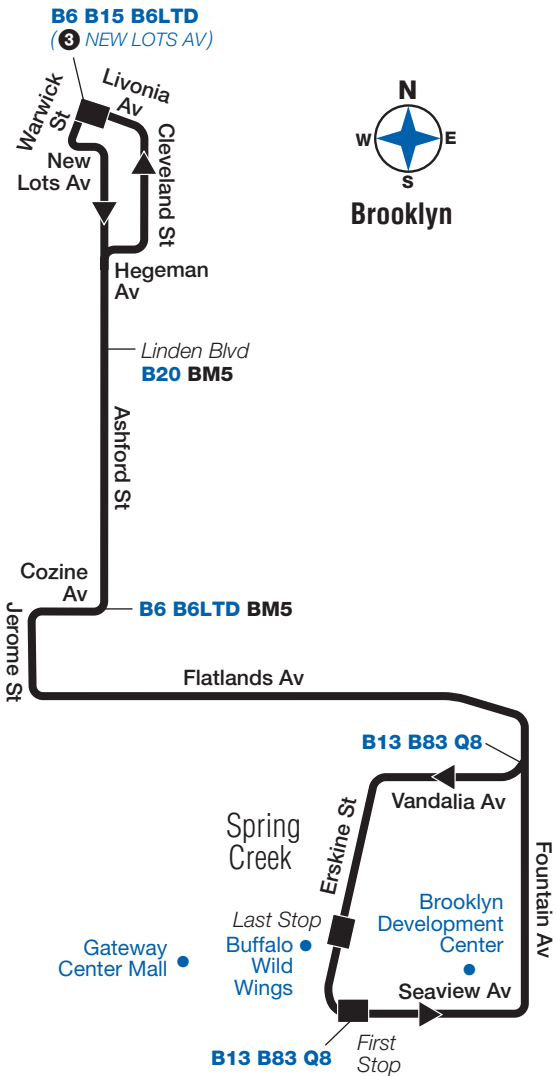 B6 B15 B6LTD
(3 NEW LOTS AV)
Livonia
Av
Warwick
St
Cleveland St
New
Lots Av
Hegeman
Av
N
W E
S
Brooklyn
Linden Blvd
B20 BM5
Ashford St
Cozine
Av
B6 B6LTD BM5
Jerome St
Flatlands Av
B13 B83 Q8
Vandalia Av
Spring
Creek
Erskine St
Fountain Av
Brooklyn
Development
Center
Last Stop
Buffalo
Wild
Wings
Gateway
Center Mall
Seaview Av
B13 B83 Q8
First
Stop